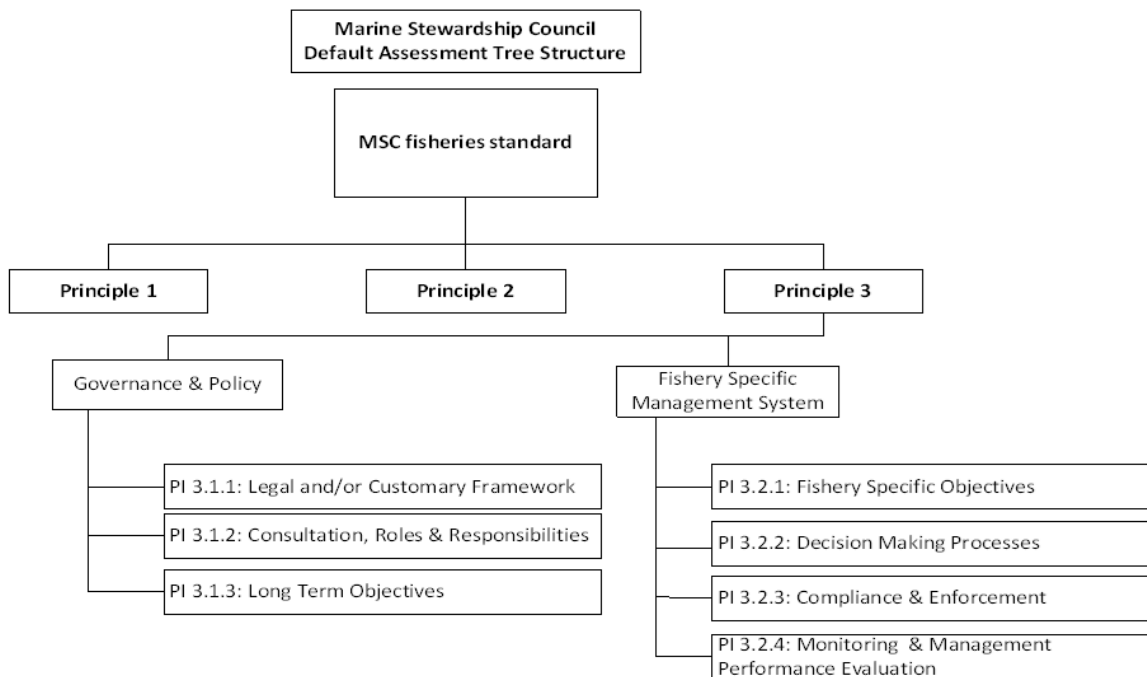 Marine Stewardship Council
Default Assessment Tree Structure
MSC fisheries standard
Principle 1
Principle 2
Principle 3
Governance & Policy
Fishery Specific
Management System
PI 3.1.1: Legal and/or Customary Framework
PI 3.1.2: Consultation, Roles & Responsibilities
PI 3.1.3: Long Term Objectives
PI 3.2.1: Fishery Specific Objectives
PI 3.2.2: Decision Making Processes
PI 3.2.3: Compliance & Enforcement
PI 3.2.4: Monitoring & Management
Performance Evaluation